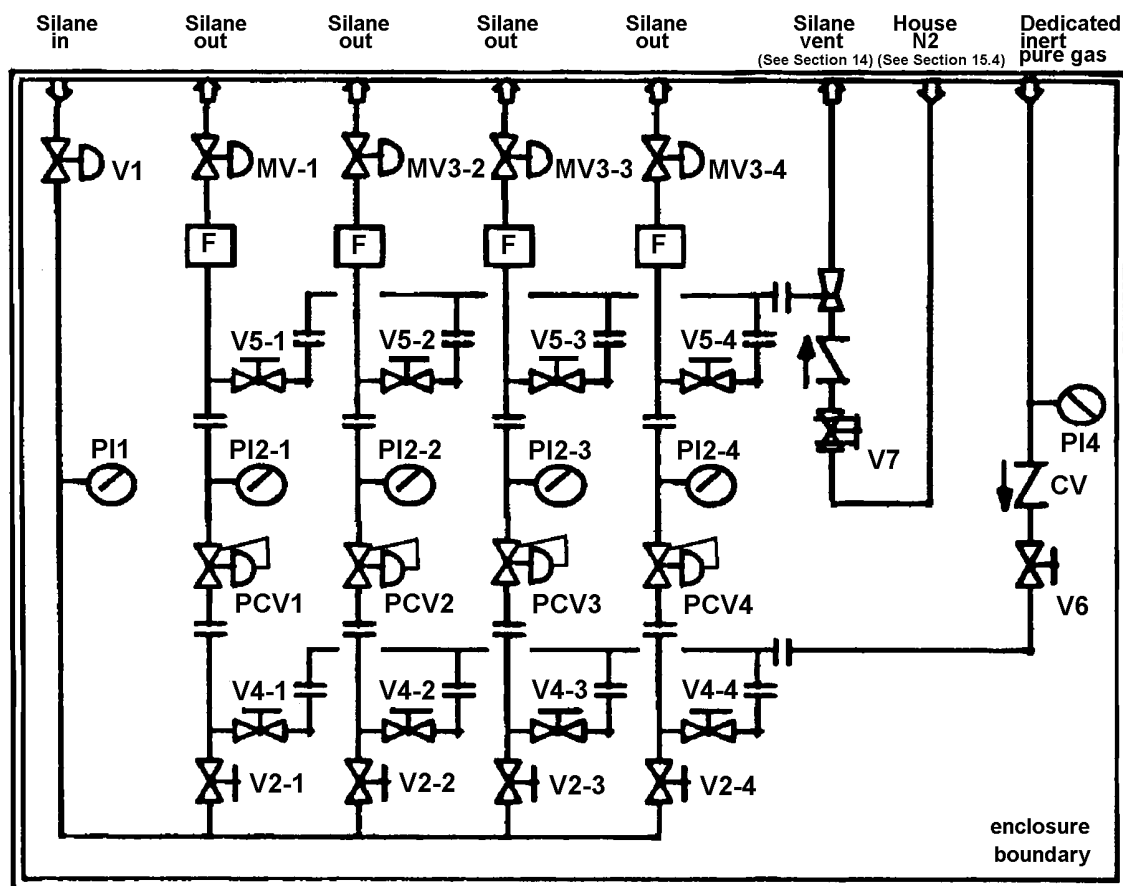 Silane in
Silane out
Silane out
Silane out
Silane out
Silane vent
(See Section 14)
House N2
(See Section 15.4)
Dedicated inert pure gas
V1
MV-1
MV3-2
MV3-3
MV3-4
F
F
F
F
V5-1
V5-2
V5-3
V5-4
PI1
PI2-1
PI2-2
PI2-3
PI2-4
V7
PI4
CV
PCV1
PCV2
PCV3
PCV4
V6
V4-1
V4-2
V4-3
V4-4
V2-1
V2-2
V2-3
V2-4
enclosure
boundary